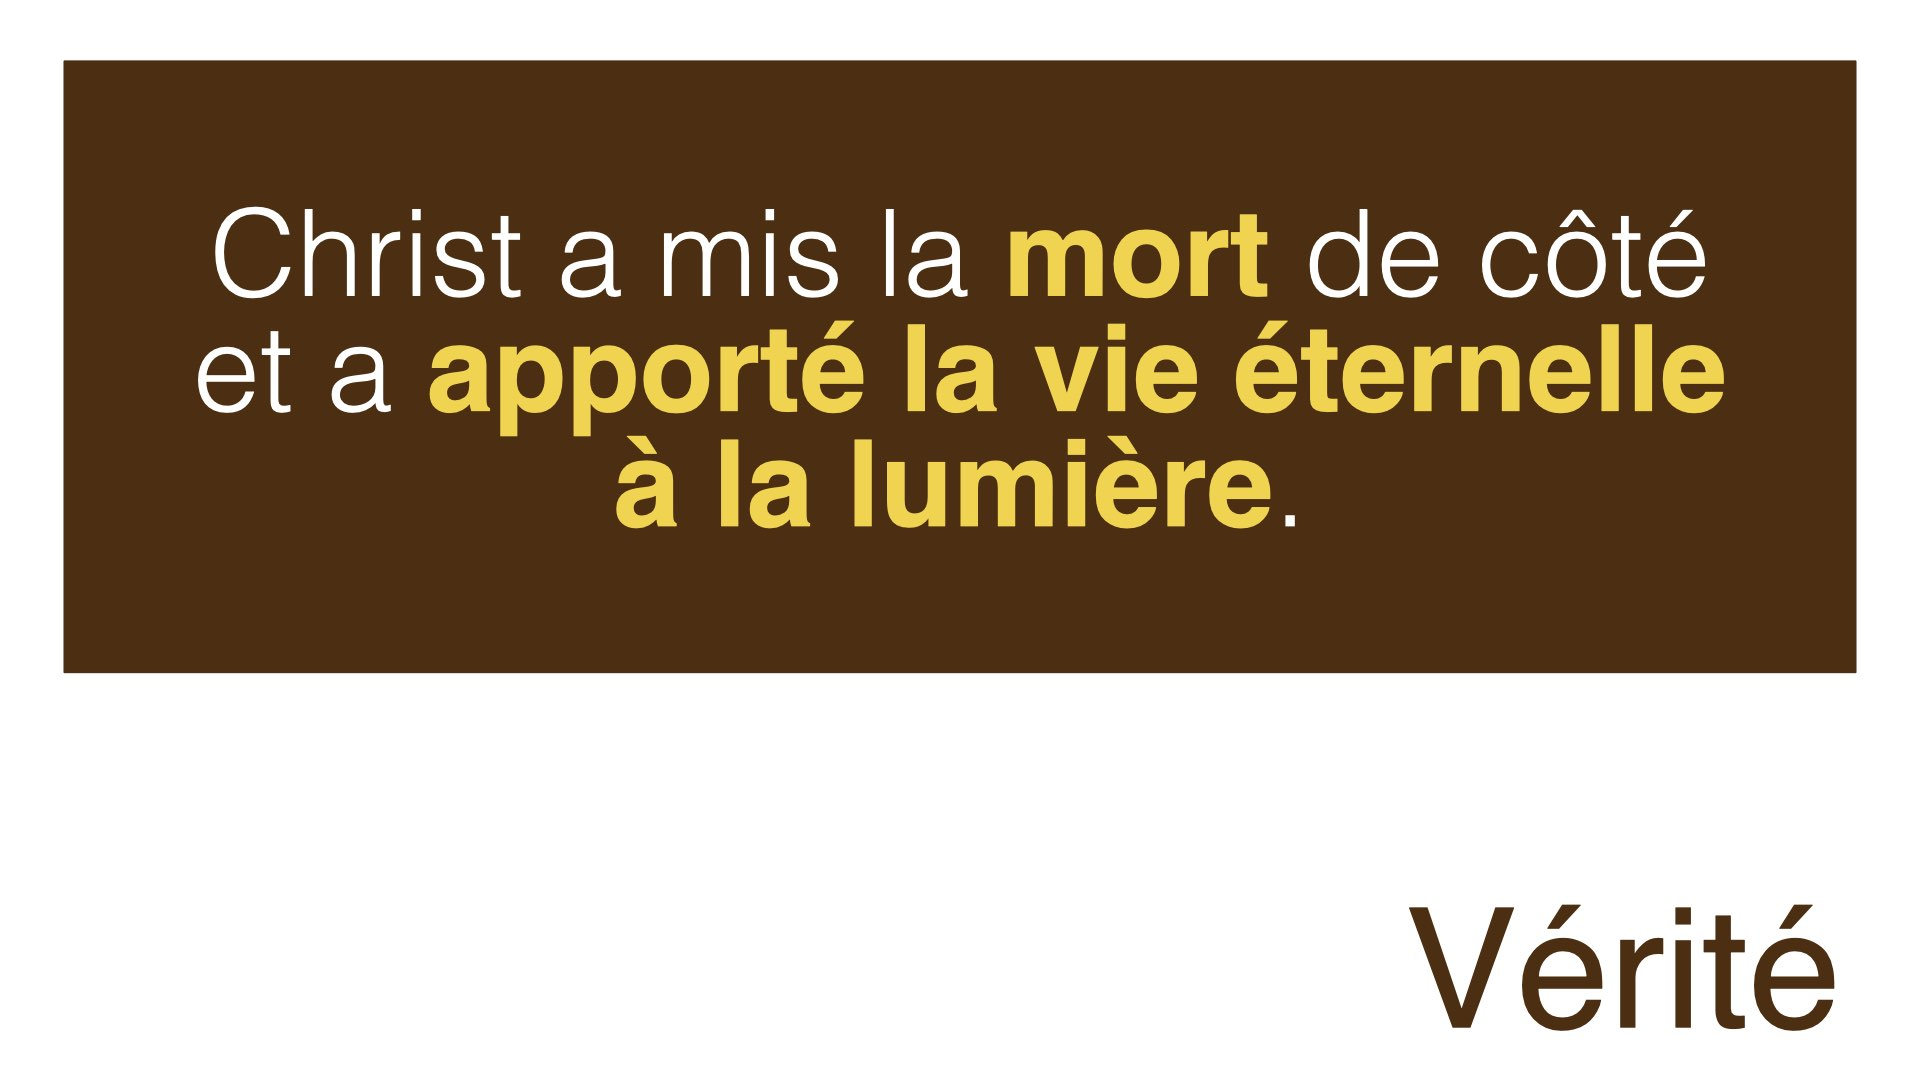 Christ a mis la mort de côté
et a apporté la vie éternelle
à la lumière.
Vérité